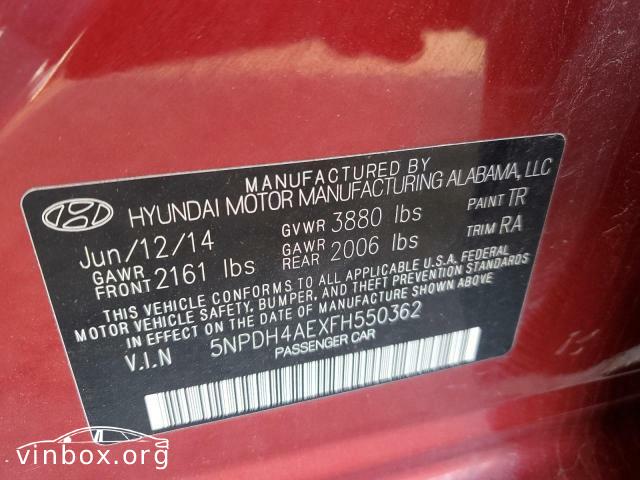 MANUFACTURED BY
HYUNDAI MOTOR MANUFACTURING ALABAMA, LLC
Jun/12/14 GVWR 3880 lbs PAINT TR
GAWR FRONT 2161 lbs GAWR REAR 2006 lbs TRIM RA
THIS VEHICLE CONFORMS TO ALL APPLICABLE U.S.A. FEDERAL
MOTOR VEHICLE SAFETY, BUMPER, AND THEFT PREVENTION STANDARDS
IN EFFECT ON THE DATE OF MANUFACTURE SHOWN ABOVE.
V.I.N 5NPDH4AEXFH550362
PASSENGER CAR
vinbox.org